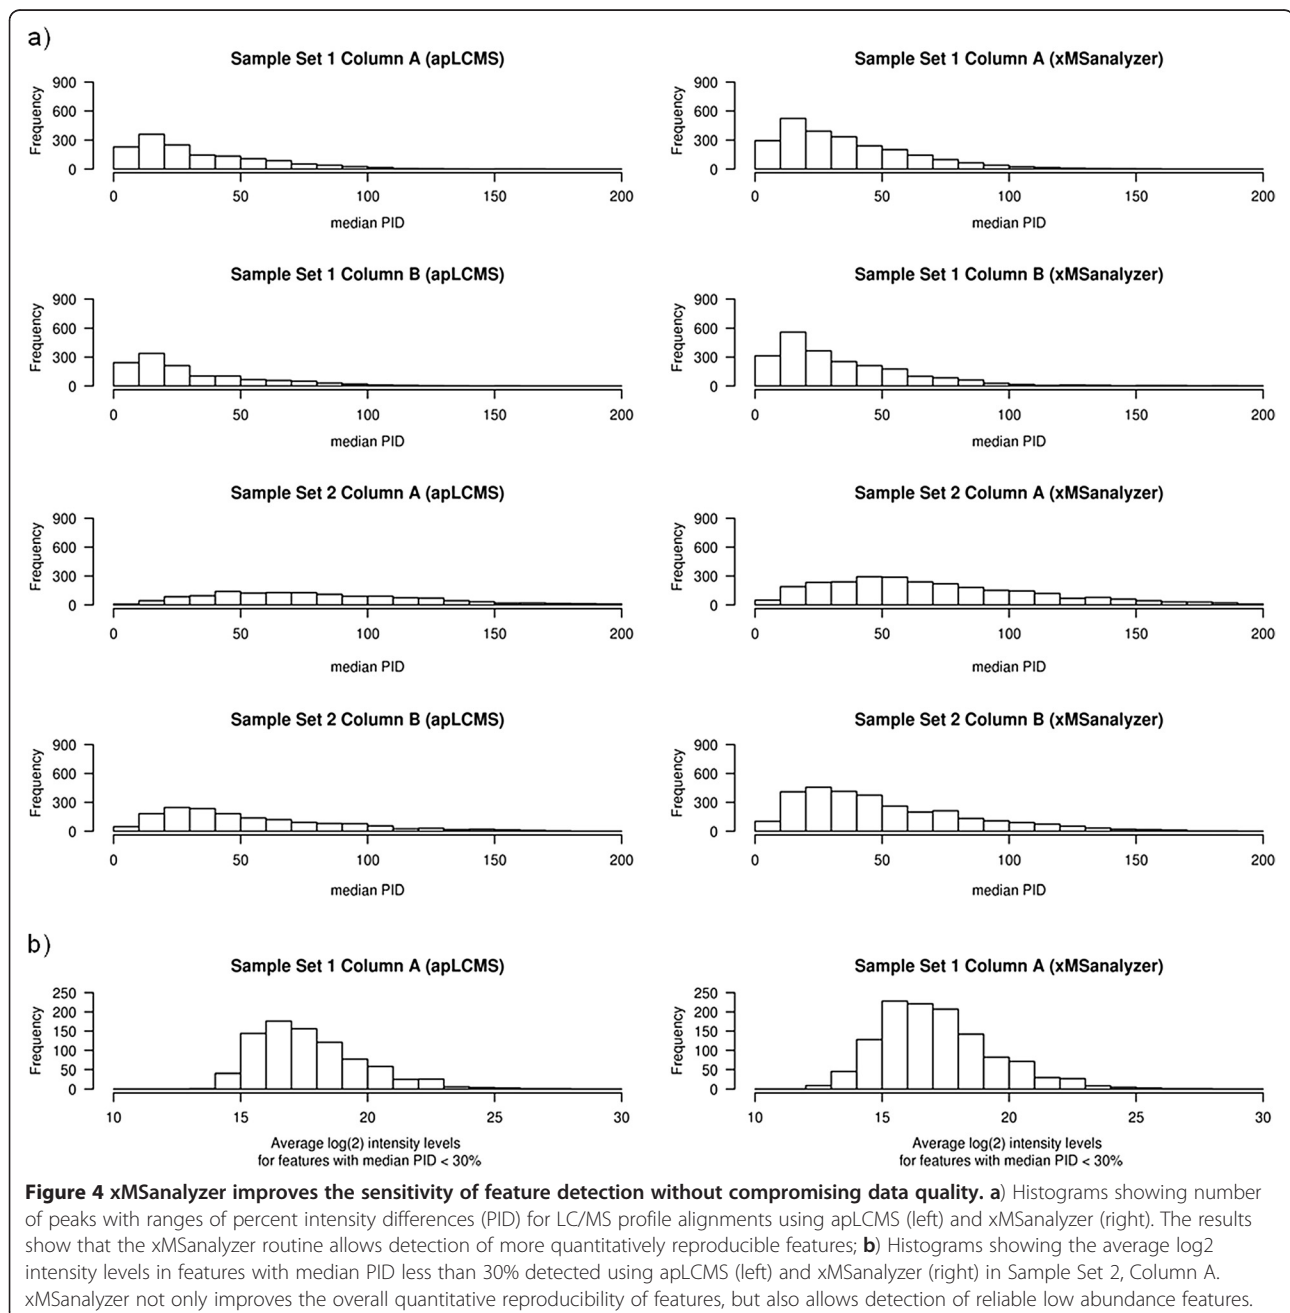 a)
Sample Set 1 Column A (apLCMS)
Frequency
900
600
300
0
0 50 100 150 200
median PID
Sample Set 1 Column A (xMSanalyzer)
Frequency
900
600
300
0
0 50 100 150 200
median PID
Sample Set 1 Column B (apLCMS)
Frequency
900
600
300
0
0 50 100 150 200
median PID
Sample Set 1 Column B (xMSanalyzer)
Frequency
900
600
300
0
0 50 100 150 200
median PID
Sample Set 2 Column A (apLCMS)
Frequency
900
600
300
0
0 50 100 150 200
median PID
Sample Set 2 Column A (xMSanalyzer)
Frequency
900
600
300
0
0 50 100 150 200
median PID
Sample Set 2 Column B (apLCMS)
Frequency
900
600
300
0
0 50 100 150 200
median PID
Sample Set 2 Column B (xMSanalyzer)
Frequency
900
600
300
0
0 50 100 150 200
median PID
b)
Sample Set 1 Column A (apLCMS)
Frequency
250
200
150
100
50
0
10 15 20 25 30
Average log(2) intensity levels
for features with median PID < 30%
Sample Set 1 Column A (xMSanalyzer)
Frequency
250
200
150
100
50
0
10 15 20 25 30
Average log(2) intensity levels
for features with median PID < 30%
Figure 4 xMSanalyzer improves the sensitivity of feature detection without compromising data quality. a) Histograms showing number
of peaks with ranges of percent intensity differences (PID) for LC/MS profile alignments using apLCMS (left) and xMSanalyzer (right). The results
show that the xMSanalyzer routine allows detection of more quantitatively reproducible features; b) Histograms showing the average log2
intensity levels in features with median PID less than 30% detected using apLCMS (left) and xMSanalyzer (right) in Sample Set 2, Column A.
xMSanalyzer not only improves the overall quantitative reproducibility of features, but also allows detection of reliable low abundance features.